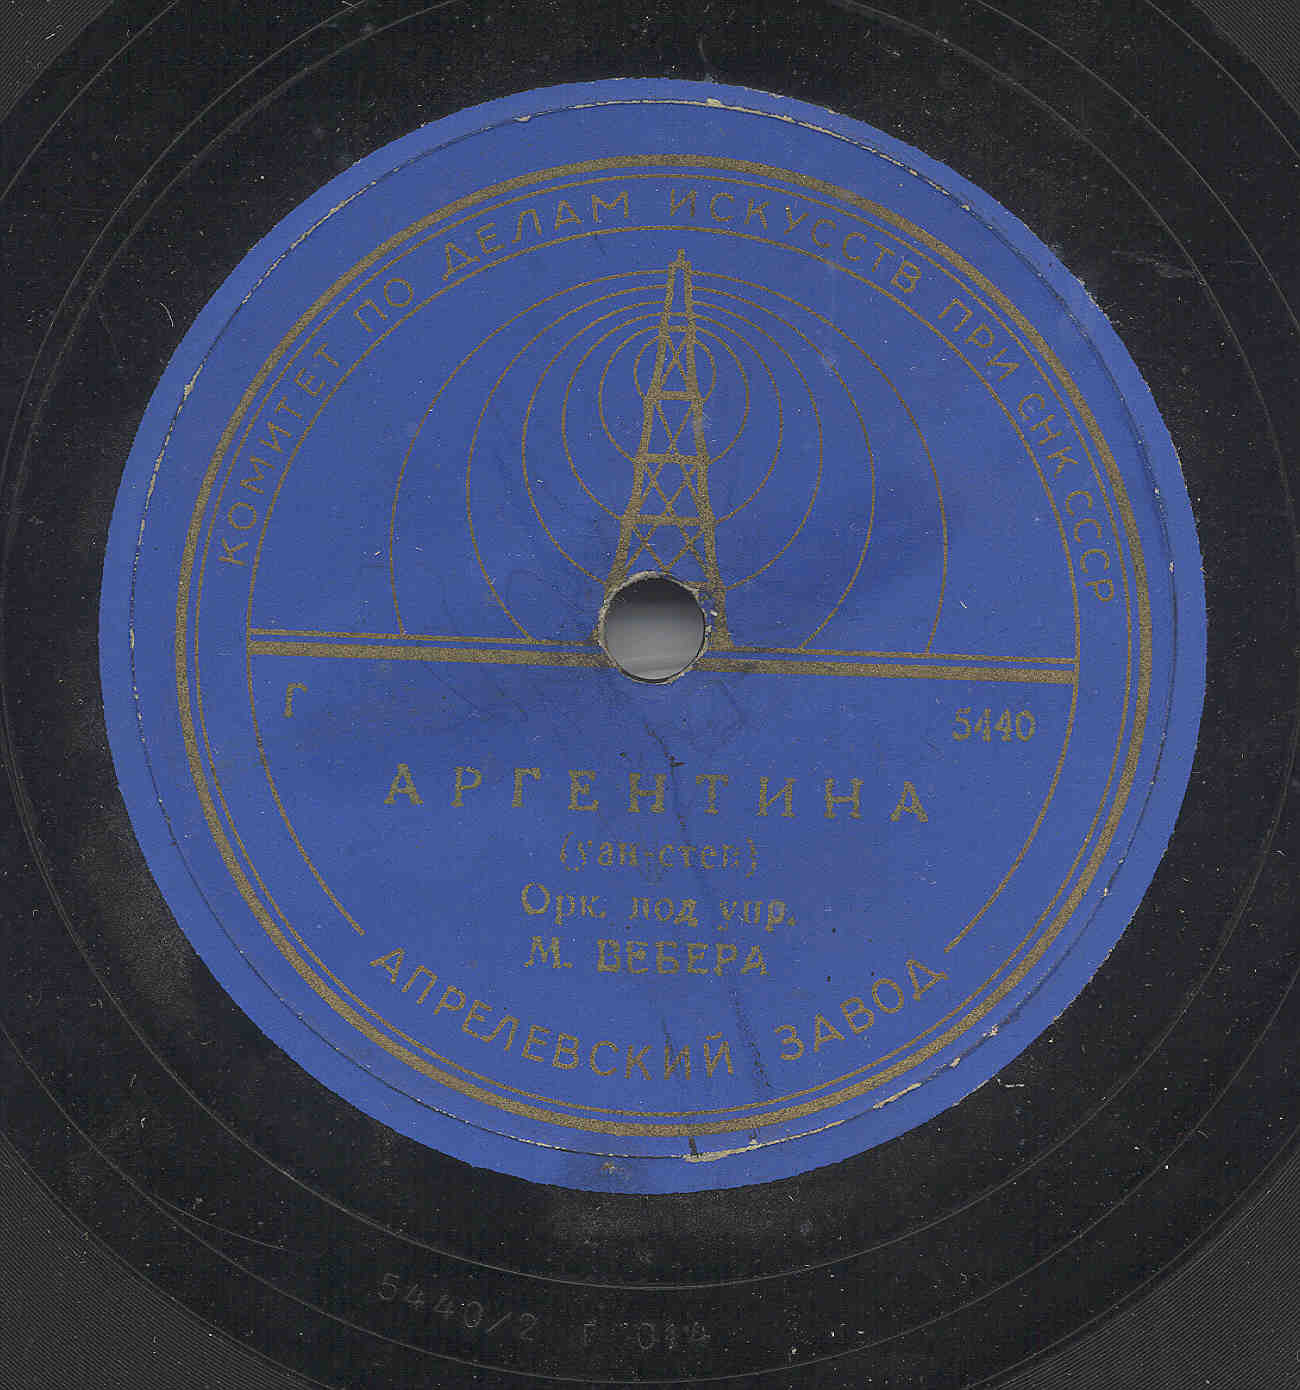 КОМИТЕТ ПО ДЕЛАМ ИСКУССТВ ПРИ СНК СССР
Г 5440
АРГЕНТИНА
(уан-степ)
Орк. под упр.
М. ВЕБЕРА
АПРЕЛЕВСКИЙ ЗАВОД
5440/2 Г 014